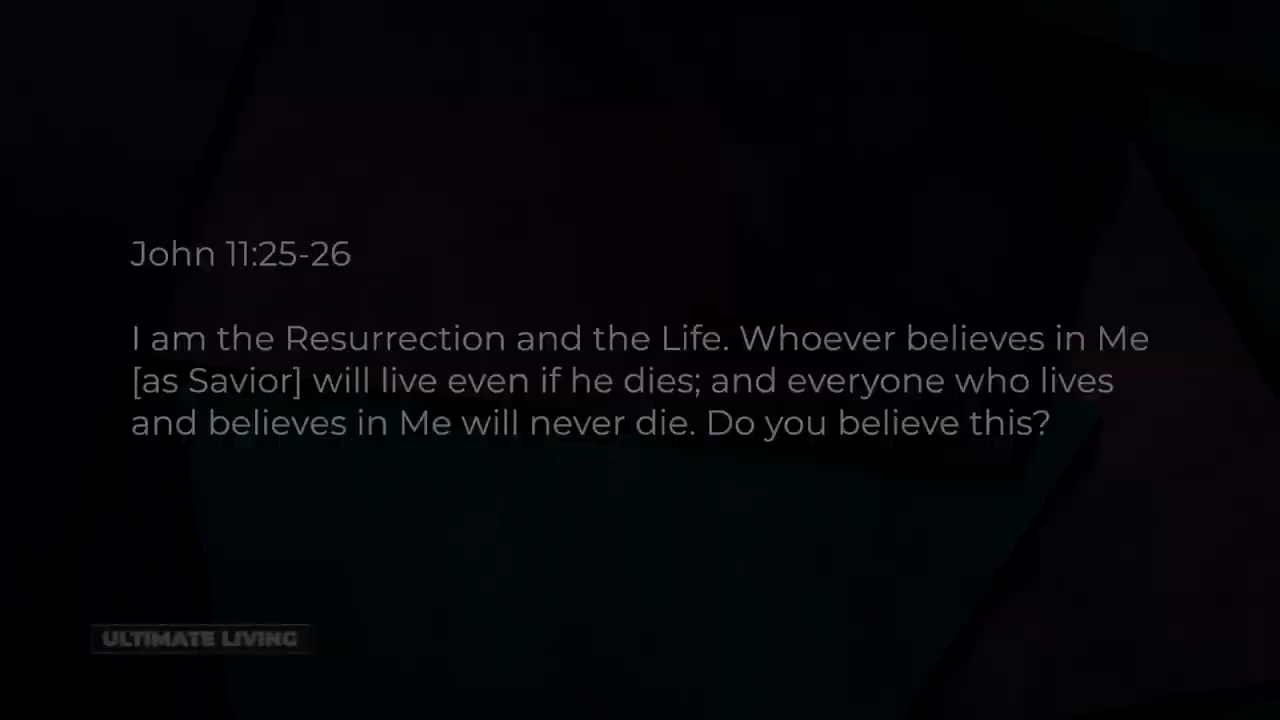 John 11:25-26
I am the Resurrection and the Life. Whoever believes in Me
[as Savior] will live even if he dies; and everyone who lives
and believes in Me will never die. Do you believe this?
ULTIMATE LIVING